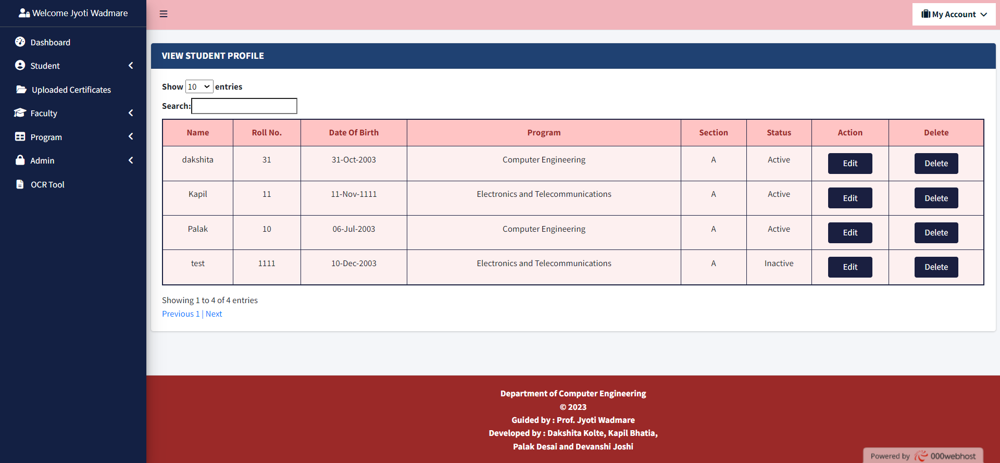 Welcome Jyoti Wadmare
My Account
Dashboard
Student
Uploaded Certificates
Faculty
Program
Admin
OCR Tool
VIEW STUDENT PROFILE
Show 10 entries
Search:
Name Roll No. Date Of Birth Program Section Status Action Delete
dakshita 31 31-Oct-2003 Computer Engineering A Active Edit Delete
Kapil 11 11-Nov-1111 Electronics and Telecommunications A Active Edit Delete
Palak 10 06-Jul-2003 Computer Engineering A Active Edit Delete
test 1111 10-Dec-2003 Electronics and Telecommunications A Inactive Edit Delete
Showing 1 to 4 of 4 entries
Previous 1 | Next
Department of Computer Engineering
© 2023
Guided by : Prof. Jyoti Wadmare
Developed by : Dakshita Kolte, Kapil Bhatia,
Palak Desai and Devanshi Joshi
Powered by 000webhost